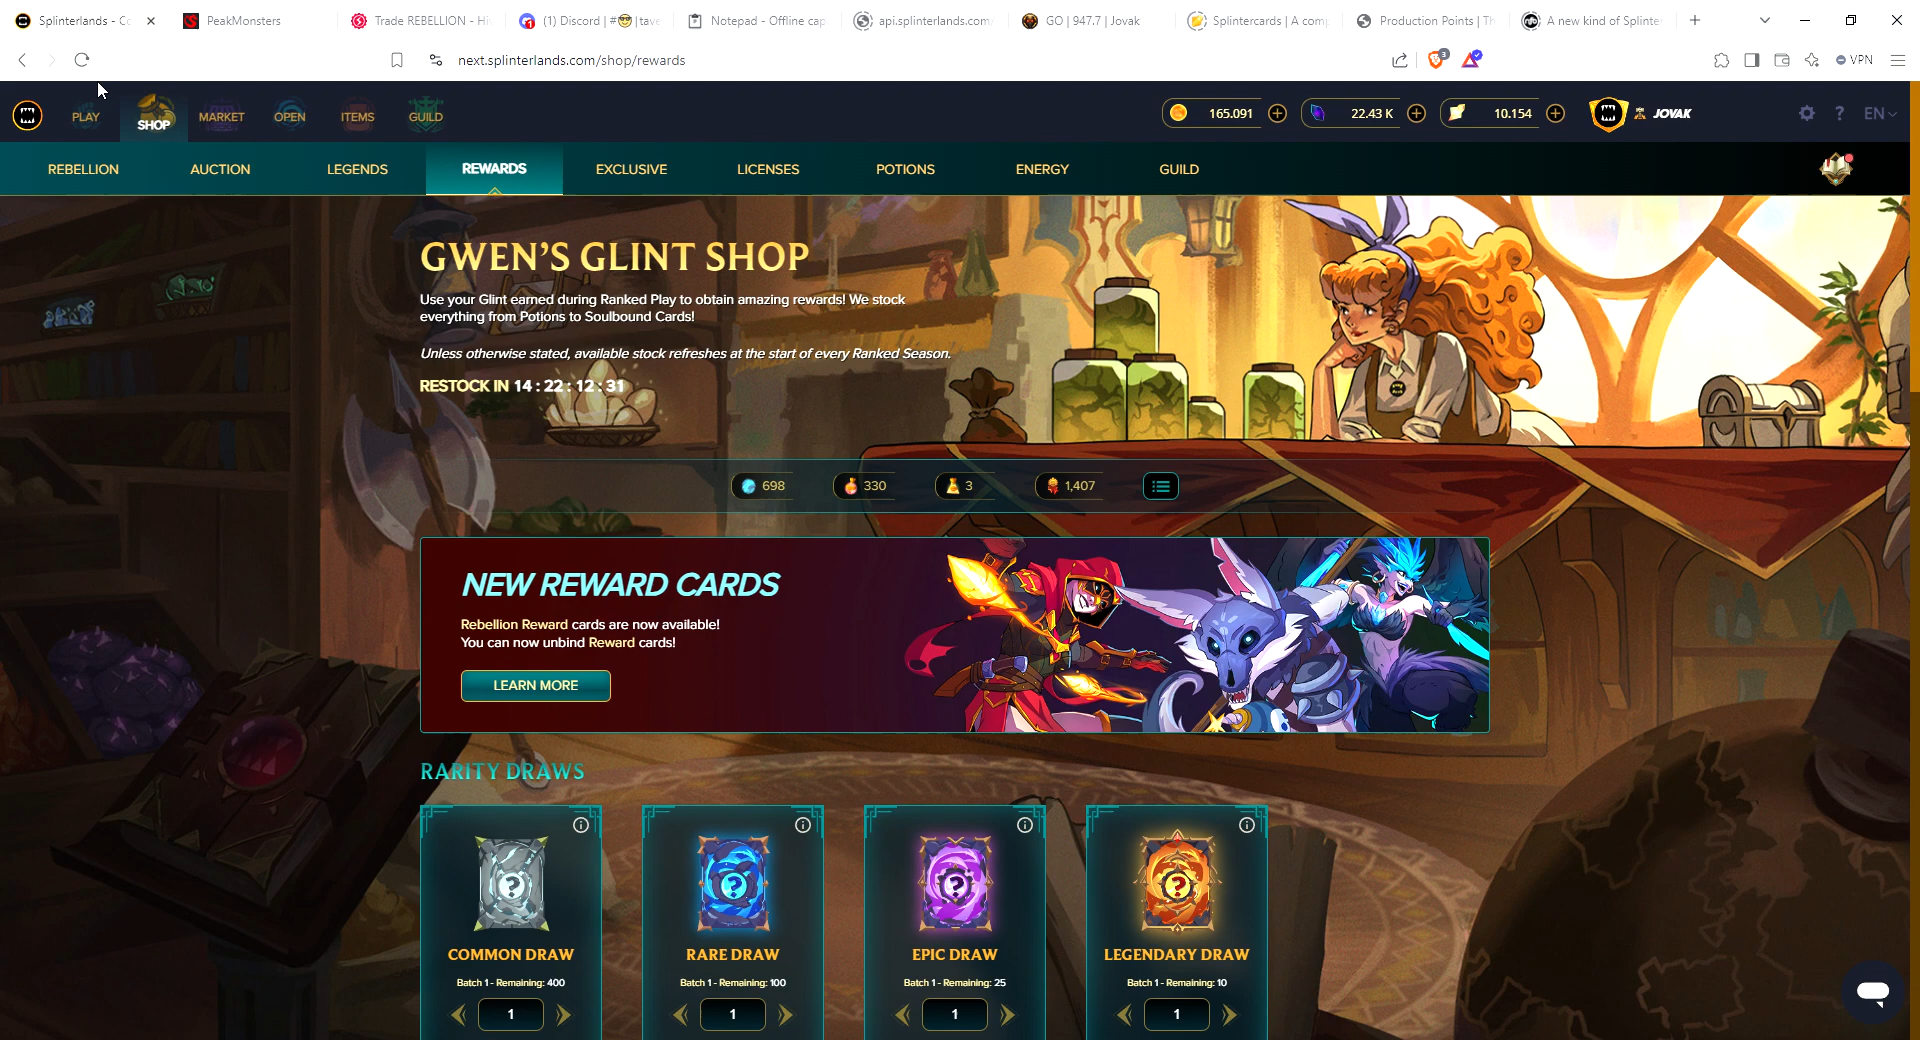 Splinterlands - Co
PeakMonsters
Trade REBELLION - Hi
(1) Discord | #😎|tave
Notepad - Offline cap
api.splinterlands.com/
GO | 947.7 | Jovak
Splintercards | A comp
Production Points | Th
A new kind of Splinte
next.splinterlands.com/shop/rewards
3
VPN
PLAY
SHOP
MARKET
OPEN
ITEMS
GUILD
165.091
22.43 K
10.154
JOVAK
?
EN
REBELLION
AUCTION
LEGENDS
REWARDS
EXCLUSIVE
LICENSES
POTIONS
ENERGY
GUILD
GWEN'S GLINT SHOP
Use your Glint earned during Ranked Play to obtain amazing rewards! We stock
everything from Potions to Soulbound Cards!
Unless otherwise stated, available stock refreshes at the start of every Ranked Season.
RESTOCK IN 14 : 22 : 12 : 31
698
330
3
1,407
NEW REWARD CARDS
Rebellion Reward cards are now available!
You can now unbind Reward cards!
LEARN MORE
RARITY DRAWS
?
?
?
?
COMMON DRAW
RARE DRAW
EPIC DRAW
LEGENDARY DRAW
Batch 1 - Remaining: 400
Batch 1 - Remaining: 100
Batch 1 - Remaining: 25
Batch 1 - Remaining: 10
1
1
1
1